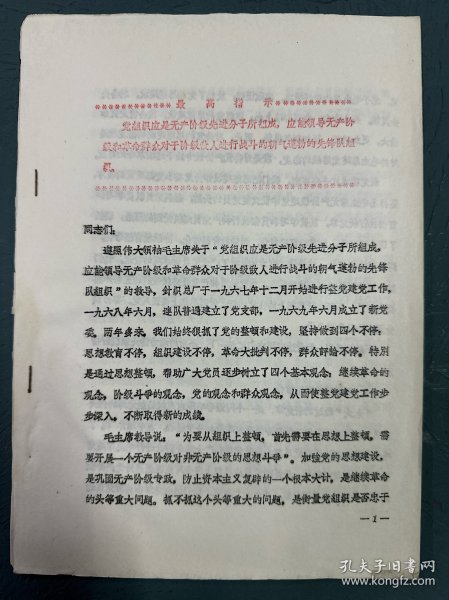 最高指示
党组织应是无产阶级先进分子所组成，应能领导无产阶
级和革命群众对于阶级敌人进行战斗的朝气蓬勃的先锋队组
织。
同志们：
遵照伟大领袖毛主席关于“党组织应是无产阶级先进分子所组成，
应能领导无产阶级和革命群众对于阶级敌人进行战斗的朝气蓬勃的先锋
队组织”的教导，针织总厂于一九六七年十二月开始进行整党建党工作，
一九六八年六月，连队普遍建立了党支部，一九六九年六月成立了新党
委。两年多来，我们始终狠抓了党的整顿和建设，坚持做到四个不停：
思想教育不停，组织建设不停，革命大批判不停，群众评论不停。特别
是通过思想整顿，帮助广大党员逐步树立了四个基本观念：继续革命的
观念，阶级斗争的观念，党的观念和群众观念，从而使整党建党工作步
步深入，不断取得新的成绩。
毛主席教导说：“为要从组织上整顿，首先需要在思想上整顿，需
要开展一个无产阶级对非无产阶级的思想斗争”。加强党的思想建设，
是巩固无产阶级专政，防止资本主义复辟的一个根本大计，是继续革命
的头等重大问题。抓不抓这个头等重大的问题，是衡量党组织是否忠于
—1—
孔夫子旧书网
book.kongfz.com